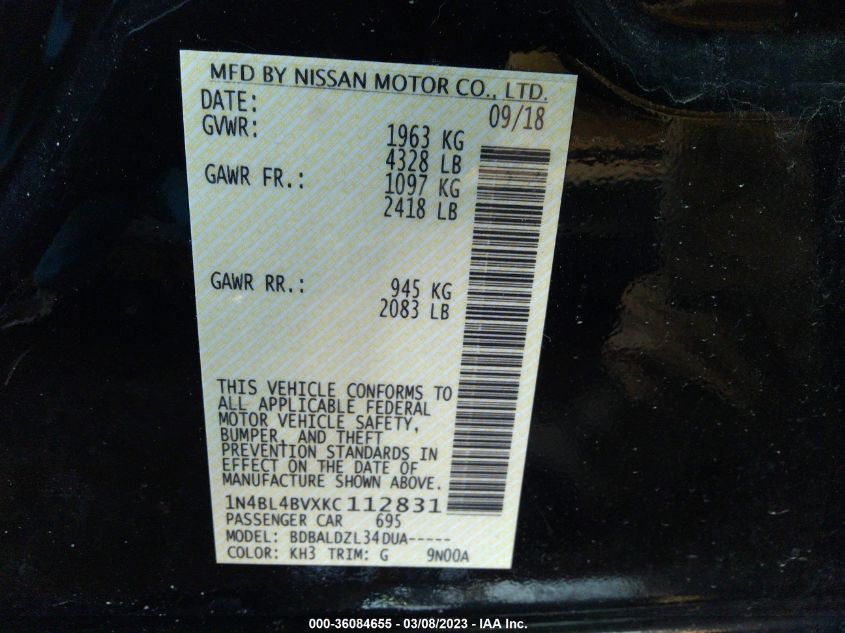 MFD BY NISSAN MOTOR CO., LTD.
DATE: 09/18
GVWR: 1963 KG
4328 LB
GAWR FR.: 1097 KG
2418 LB
GAWR RR.: 945 KG
2083 LB
THIS VEHICLE CONFORMS TO
ALL APPLICABLE FEDERAL
MOTOR VEHICLE SAFETY,
BUMPER, AND THEFT
PREVENTION STANDARDS IN
EFFECT ON THE DATE OF
MANUFACTURE SHOWN ABOVE.
1N4BL4BVXKC112831
PASSENGER CAR 695
MODEL: BDBALDZL34DUA-----
COLOR: KH3 TRIM: G 9N00A
000-36084655 — 03/08/2023 - IAA Inc.